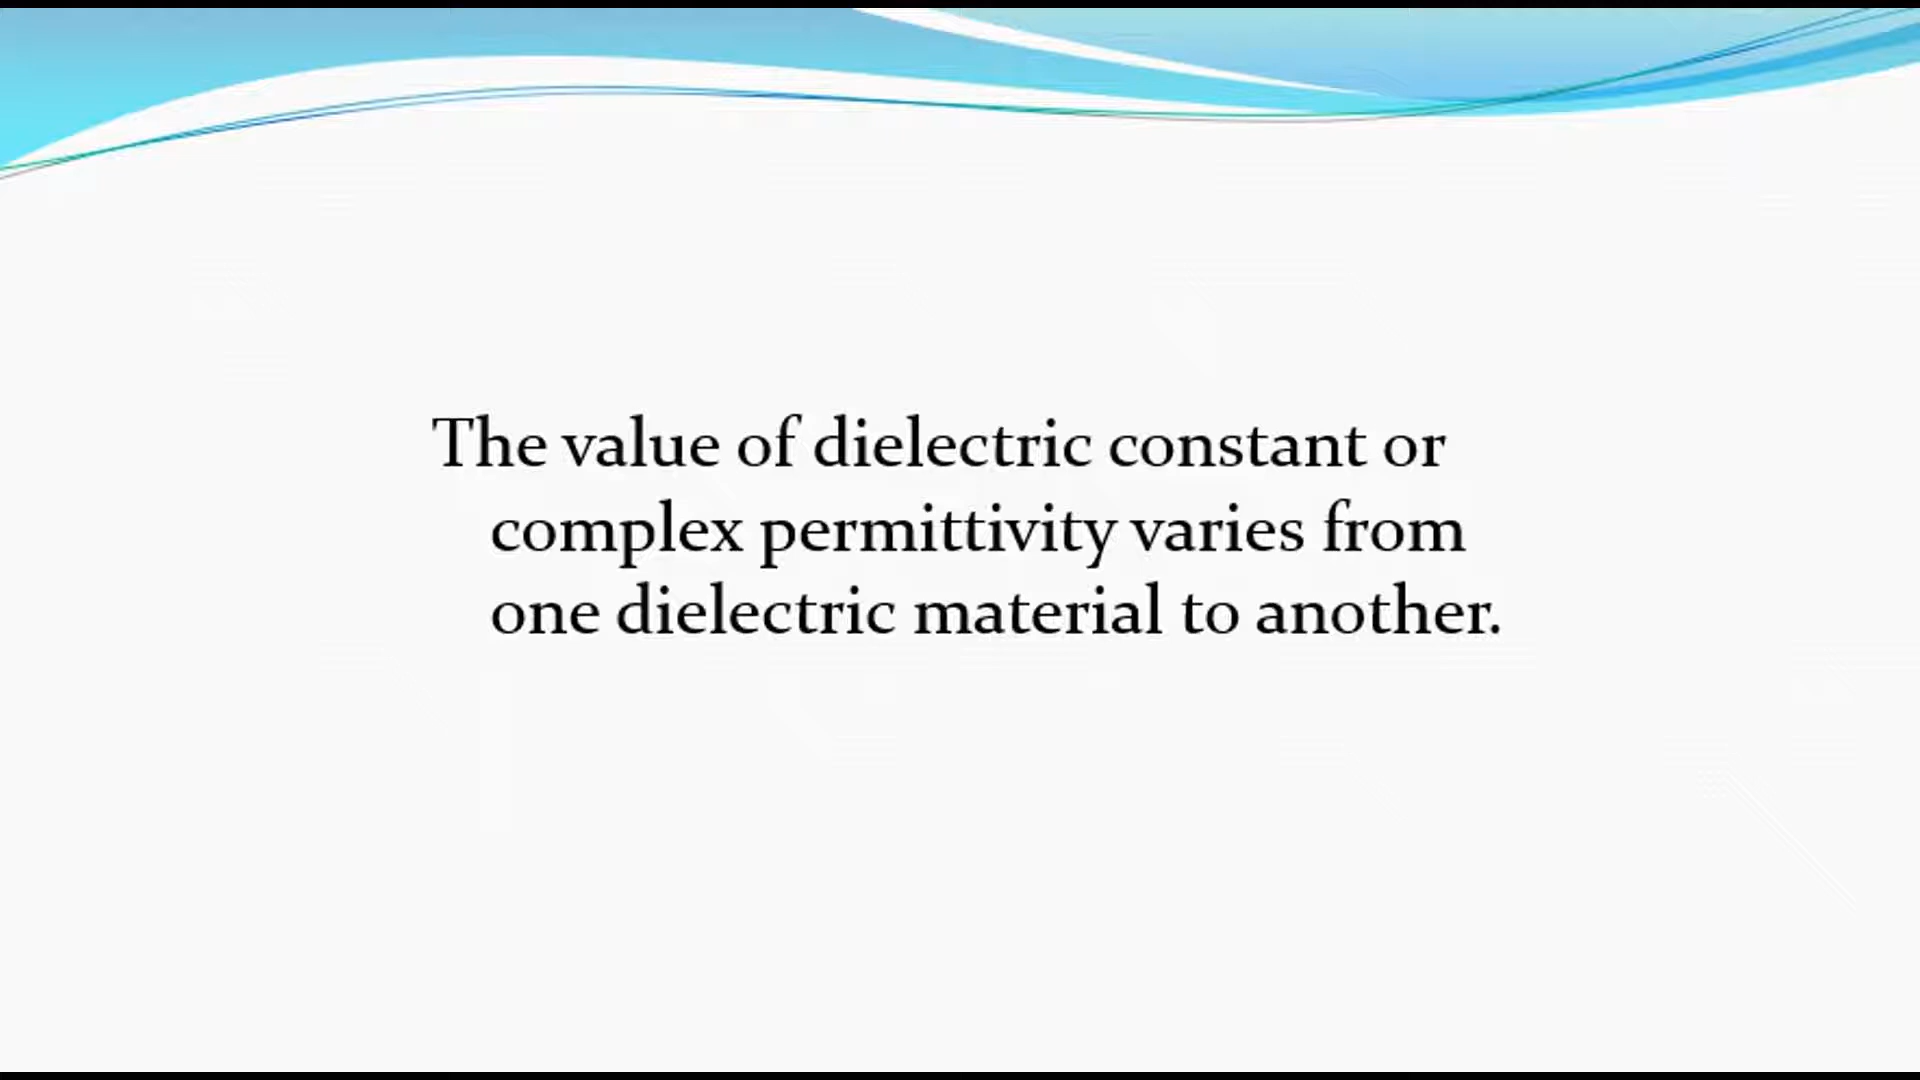 The value of dielectric constant or
complex permittivity varies from
one dielectric material to another.